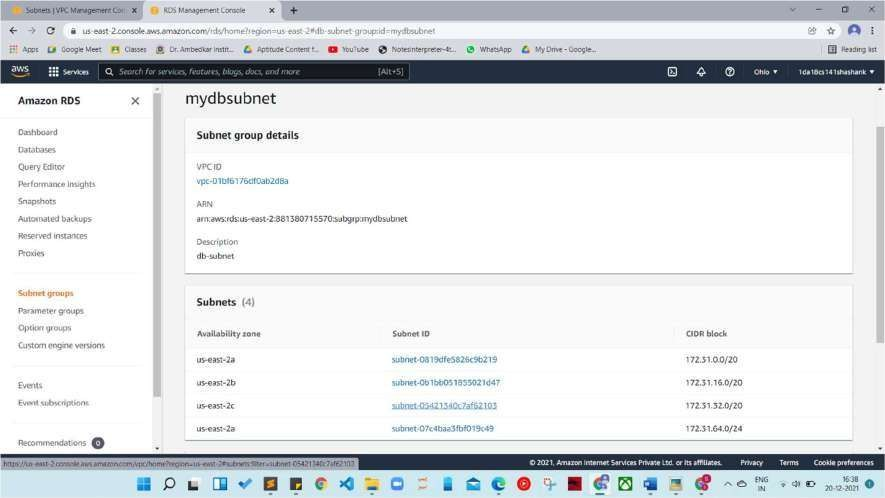 Subnets | VPC Management Con
RDS Management Console
us-east-2.console.aws.amazon.com/rds/home?region=us-east-2#db-subnet-group:id=mydbsubnet
Apps
Google Meet
Classes
Dr. Ambedkar Instit...
Aptitude Content f...
YouTube
NotesInterpreter-4t...
WhatsApp
My Drive - Google...
Reading list
aws
Services
Search for services, features, blogs, docs, and more
[Alt+S]
Ohio
1da18cs141shashank
Amazon RDS
Dashboard
Databases
Query Editor
Performance insights
Snapshots
Automated backups
Reserved instances
Proxies
Subnet groups
Parameter groups
Option groups
Custom engine versions
Events
Event subscriptions
Recommendations 0
mydbsubnet
Subnet group details
VPC ID
vpc-01bf6176df0ab2d8a
ARN
arn:aws:rds:us-east-2:881380715570:subgrp:mydbsubnet
Description
db-subnet
Subnets (4)
Availability zone Subnet ID CIDR block
us-east-2a subnet-0819dfe5826c9b219 172.31.0.0/20
us-east-2b subnet-0b1bb051855021d47 172.31.16.0/20
us-east-2c subnet-05421340c7af62103 172.31.32.0/20
us-east-2a subnet-07c4baa3fbf019c49 172.31.64.0/24
https://us-east-2.console.aws.amazon.com/vpc/home?region=us-east-2#subnets:filter=subnet-05421340c7af62103
© 2021, Amazon Internet Services Private Ltd. or its affiliates.
Privacy
Terms
Cookie preferences
ENG
IN
16:38
20-12-2021